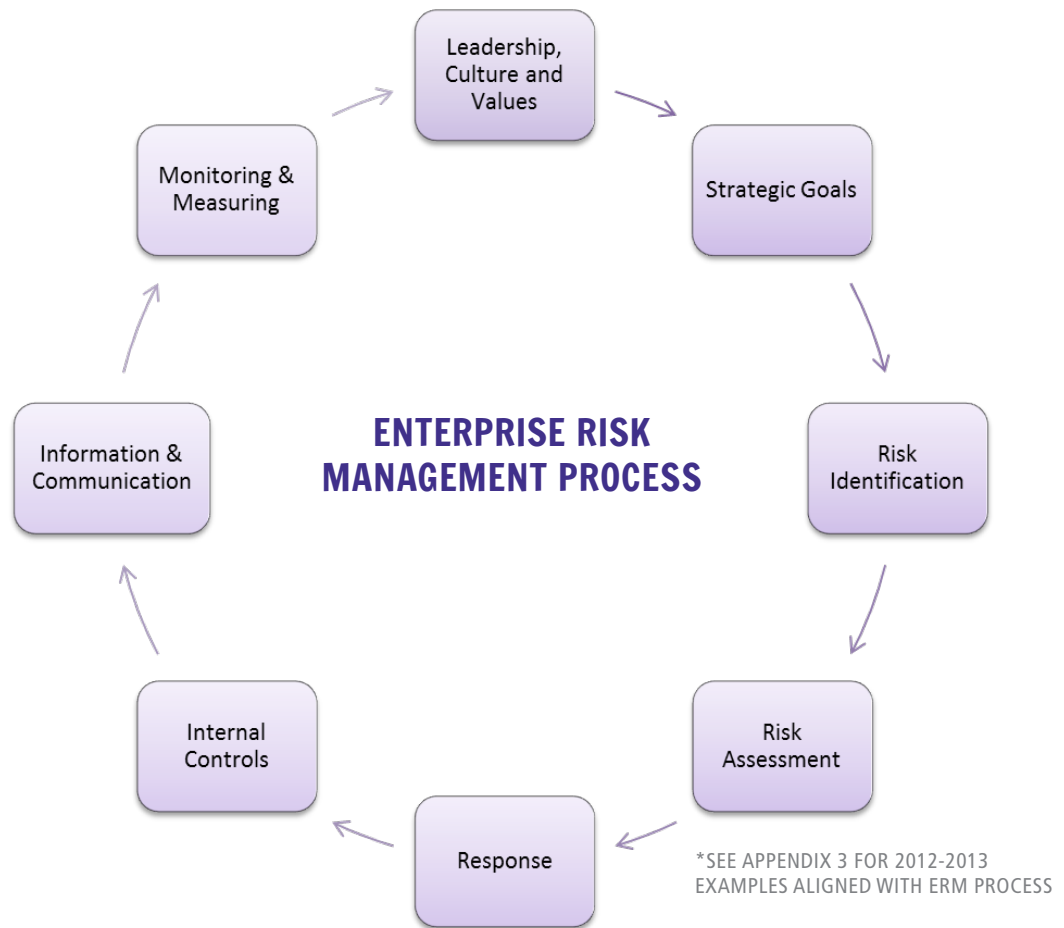 Leadership,
Culture and
Values
Strategic Goals
Risk
Identification
Risk
Assessment
Response
Internal
Controls
Information &
Communication
Monitoring &
Measuring
ENTERPRISE RISK
MANAGEMENT PROCESS
*SEE APPENDIX 3 FOR 2012-2013
EXAMPLES ALIGNED WITH ERM PROCESS